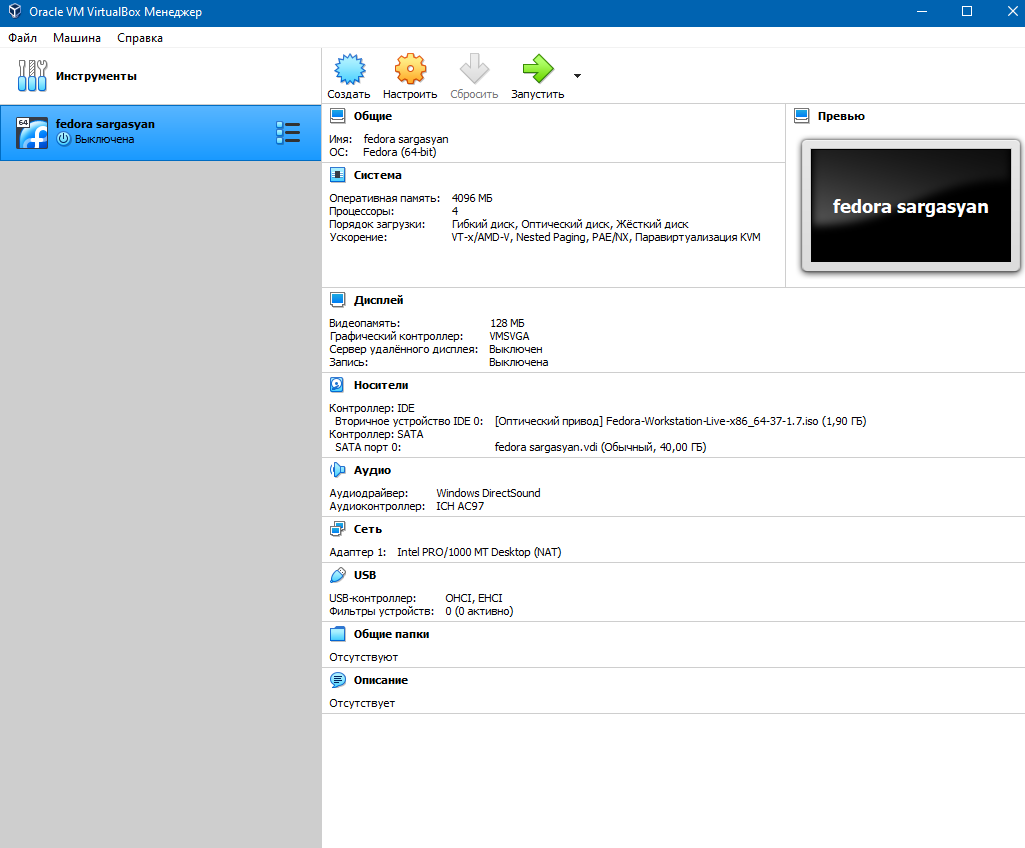 Oracle VM VirtualBox Менеджер
Файл Машина Справка
Инструменты
Создать Настроить Сбросить Запустить
64
fedora sargasyan
Выключена
Общие
Имя: fedora sargasyan
ОС: Fedora (64-bit)
Превью
fedora sargasyan
Система
Оперативная память: 4096 МБ
Процессоры: 4
Порядок загрузки: Гибкий диск, Оптический диск, Жёсткий диск
Ускорение: VT-x/AMD-V, Nested Paging, PAE/NX, Паравиртуализация KVM
Дисплей
Видеопамять: 128 МБ
Графический контроллер: VMSVGA
Сервер удалённого дисплея: Выключен
Запись: Выключена
Носители
Контроллер: IDE
Вторичное устройство IDE 0: [Оптический привод] Fedora-Workstation-Live-x86_64-37-1.7.iso (1,90 ГБ)
Контроллер: SATA
SATA порт 0: fedora sargasyan.vdi (Обычный, 40,00 ГБ)
Аудио
Аудиодрайвер: Windows DirectSound
Аудиоконтроллер: ICH AC97
Сеть
Адаптер 1: Intel PRO/1000 MT Desktop (NAT)
USB
USB-контроллер: OHCI, EHCI
Фильтры устройств: 0 (0 активно)
Общие папки
Отсутствуют
Описание
Отсутствует